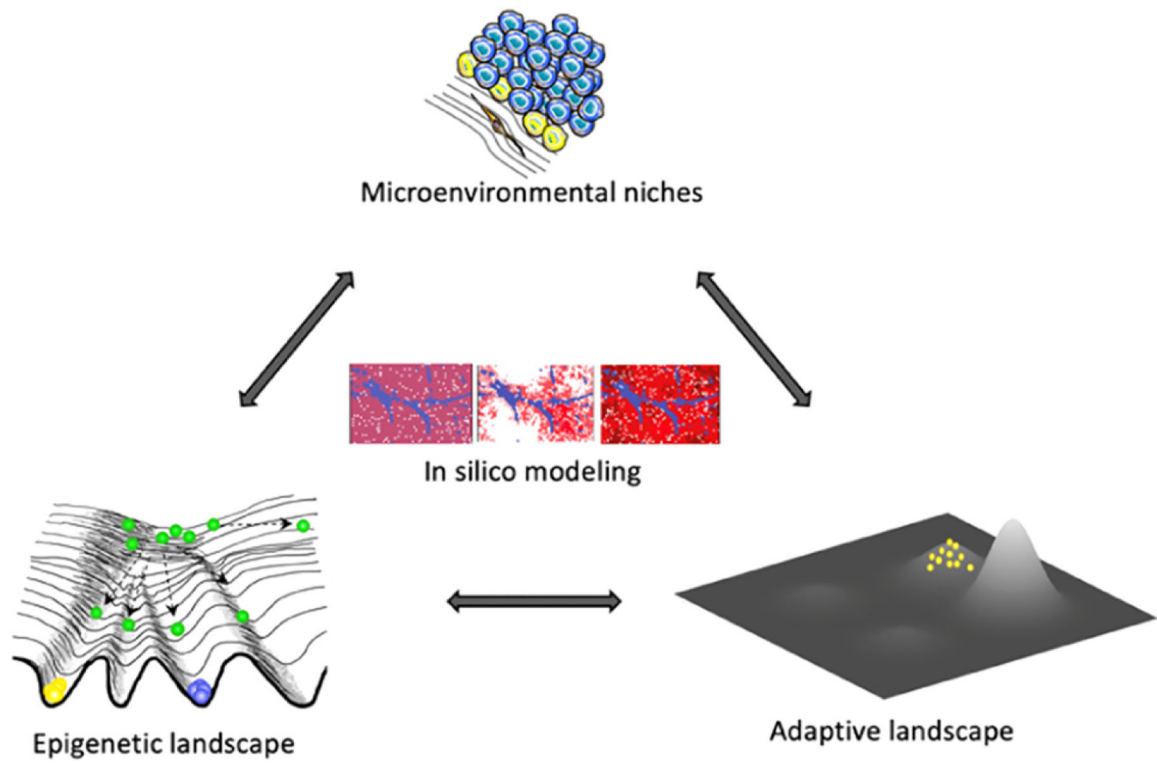 Microenvironmental niches
In silico modeling
Epigenetic landscape
Adaptive landscape